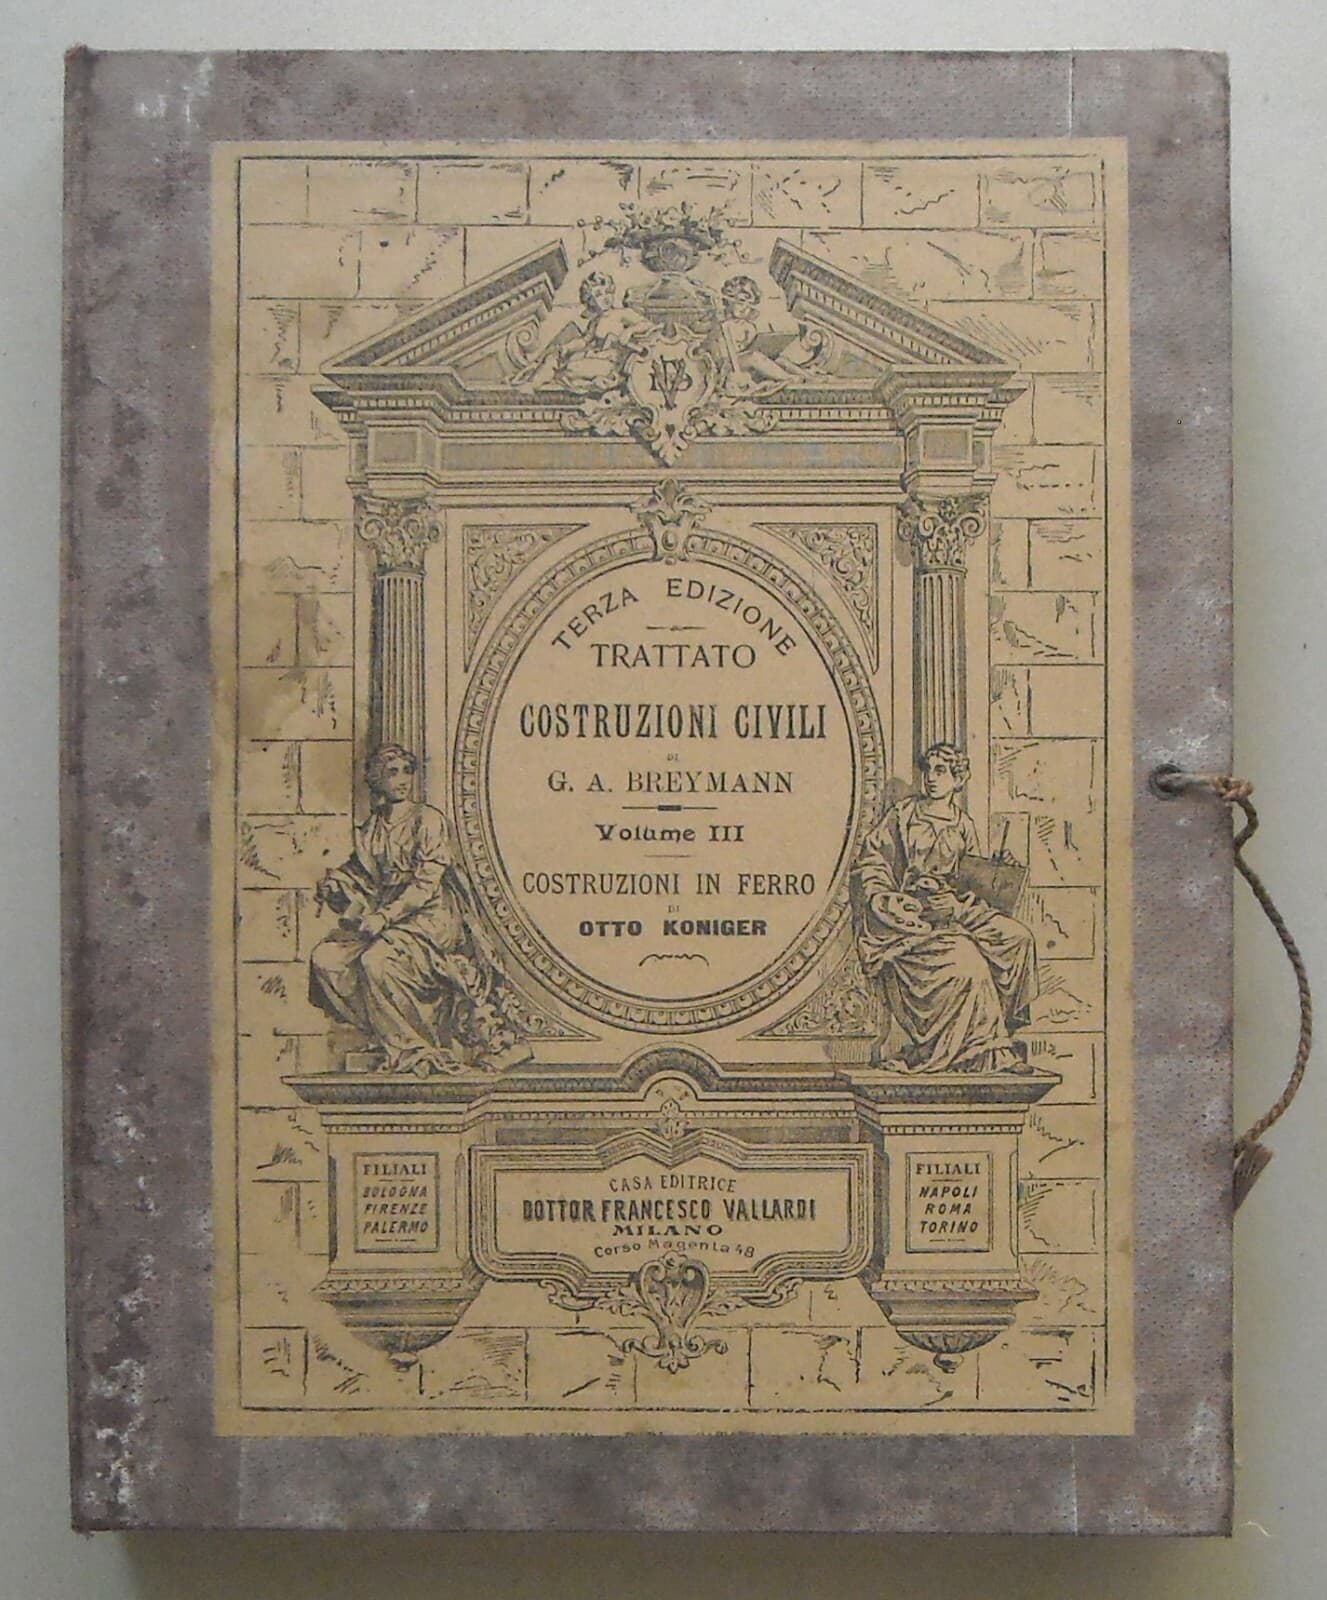 TERZA EDIZIONE
TRATTATO
COSTRUZIONI CIVILI
DI
G. A. BREYMANN
Volume III
COSTRUZIONI IN FERRO
DI
OTTO KONIGER
FILIALI
BOLOGNA
FIRENZE
PALERMO
CASA EDITRICE
DOTTOR FRANCESCO VALLARDI
MILANO
Corso Magenta 48
FILIALI
NAPOLI
ROMA
TORINO